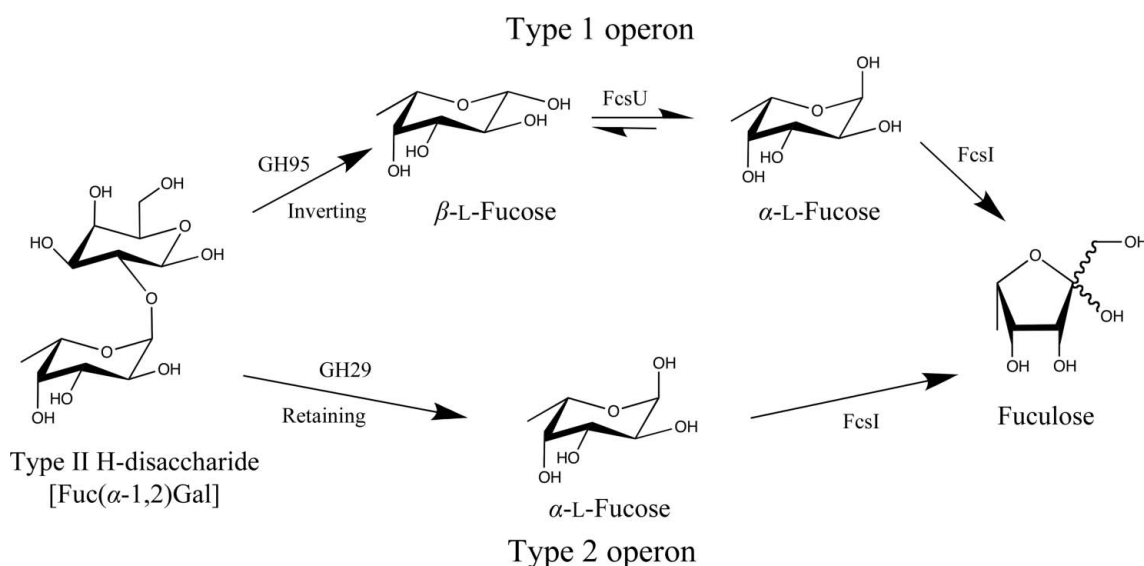 Type 1 operon
OH
O
OH
OH
HO
OH
FcsU
OH
O
OH
HO
OH
GH95
Inverting
FcsI
β-L-Fucose
α-L-Fucose
OH
OH
O
HO
OH
O
O
OH
HO
OH
O
OH
OH
OH
OH
Fuculose
GH29
Retaining
OH
O
OH
HO
OH
FcsI
Type II H-disaccharide
[Fuc(α-1,2)Gal]
α-L-Fucose
Type 2 operon